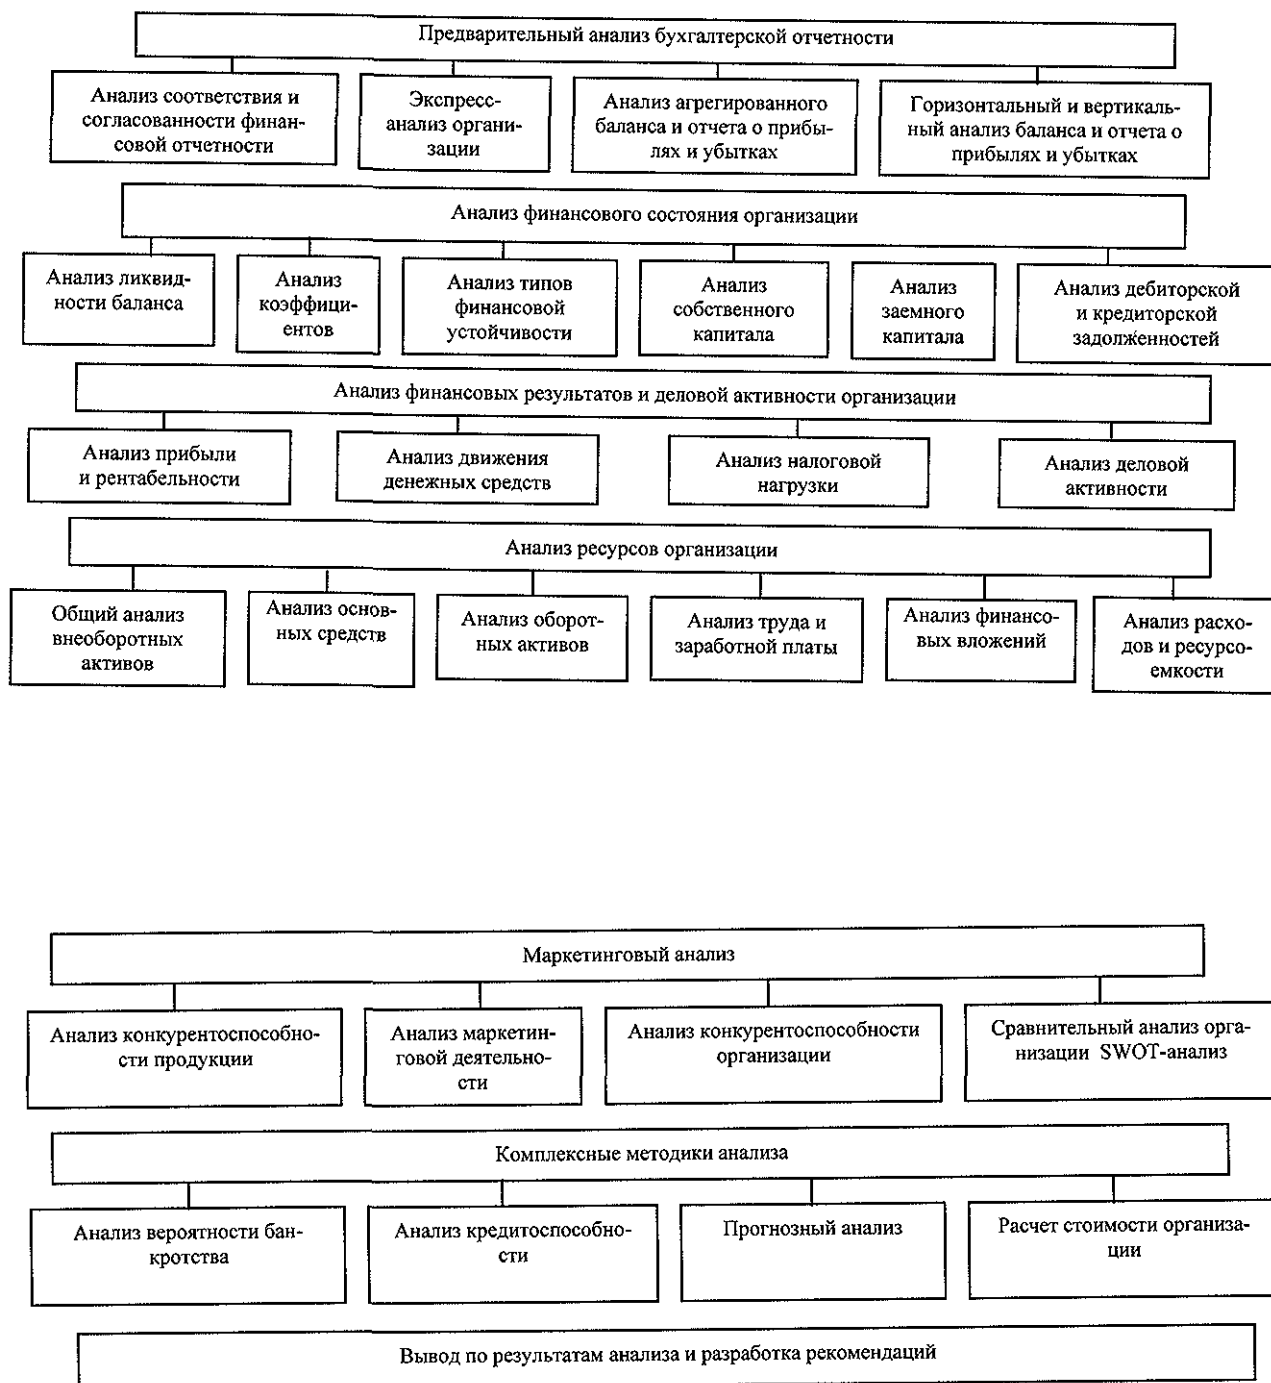 Предварительный анализ бухгалтерской отчетности
Анализ соответствия и
согласованности финан-
совой отчетности
Экспресс-
анализ органи-
зации
Анализ агрегированного
баланса и отчета о прибы-
лях и убытках
Горизонтальный и вертикаль-
ный анализ баланса и отчета о
прибылях и убытках
Анализ финансового состояния организации
Анализ ликвид-
ности баланса
Анализ
коэффици-
ентов
Анализ типов
финансовой
устойчивости
Анализ
собственного
капитала
Анализ
заемного
капитала
Анализ дебиторской
и кредиторской
задолженностей
Анализ финансовых результатов и деловой активности организации
Анализ прибыли
и рентабельности
Анализ движения
денежных средств
Анализ налоговой
нагрузки
Анализ деловой
активности
Анализ ресурсов организации
Общий анализ
внеоборотных
активов
Анализ основ-
ных средств
Анализ оборот-
ных активов
Анализ труда и
заработной платы
Анализ финансо-
вых вложений
Анализ расхо-
дов и ресурсо-
емкости
Маркетинговый анализ
Анализ конкурентоспособно-
сти продукции
Анализ маркетин-
говой деятельно-
сти
Анализ конкурентоспособности
организации
Сравнительный анализ орга-
низации SWOT-анализ
Комплексные методики анализа
Анализ вероятности бан-
кротства
Анализ кредитоспособно-
сти
Прогнозный анализ
Расчет стоимости организа-
ции
Вывод по результатам анализа и разработка рекомендаций